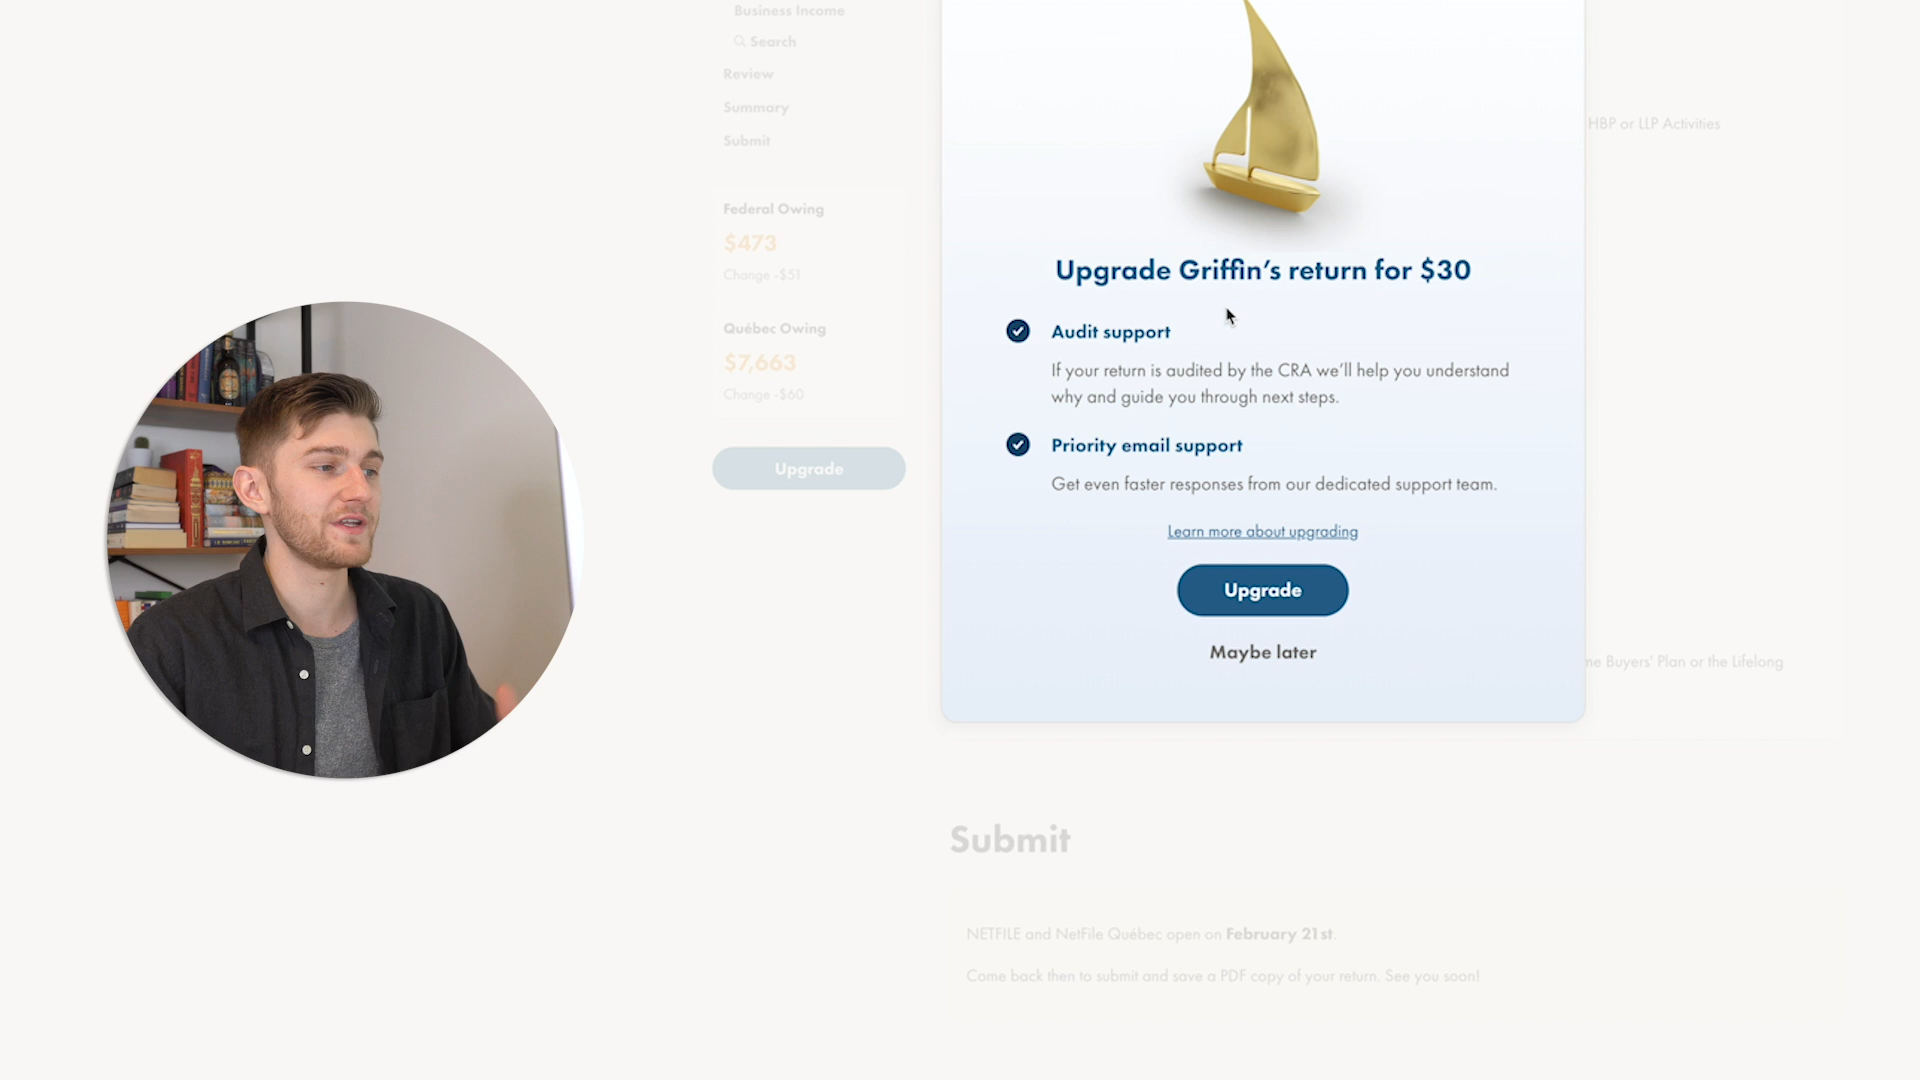 Business Income
Search
Review
Summary
Submit
Federal Owing
$473
Change -$51
Québec Owing
$7,663
Change -$60
Upgrade
Upgrade Griffin’s return for $30
Audit support
If your return is audited by the CRA we’ll help you understand
why and guide you through next steps.
Priority email support
Get even faster responses from our dedicated support team.
Learn more about upgrading
Upgrade
Maybe later
HBP or LLP Activities
me Buyers' Plan or the Lifelong
Submit
NETFILE and NetFile Québec open on February 21st.
Come back then to submit and save a PDF copy of your return. See you soon!